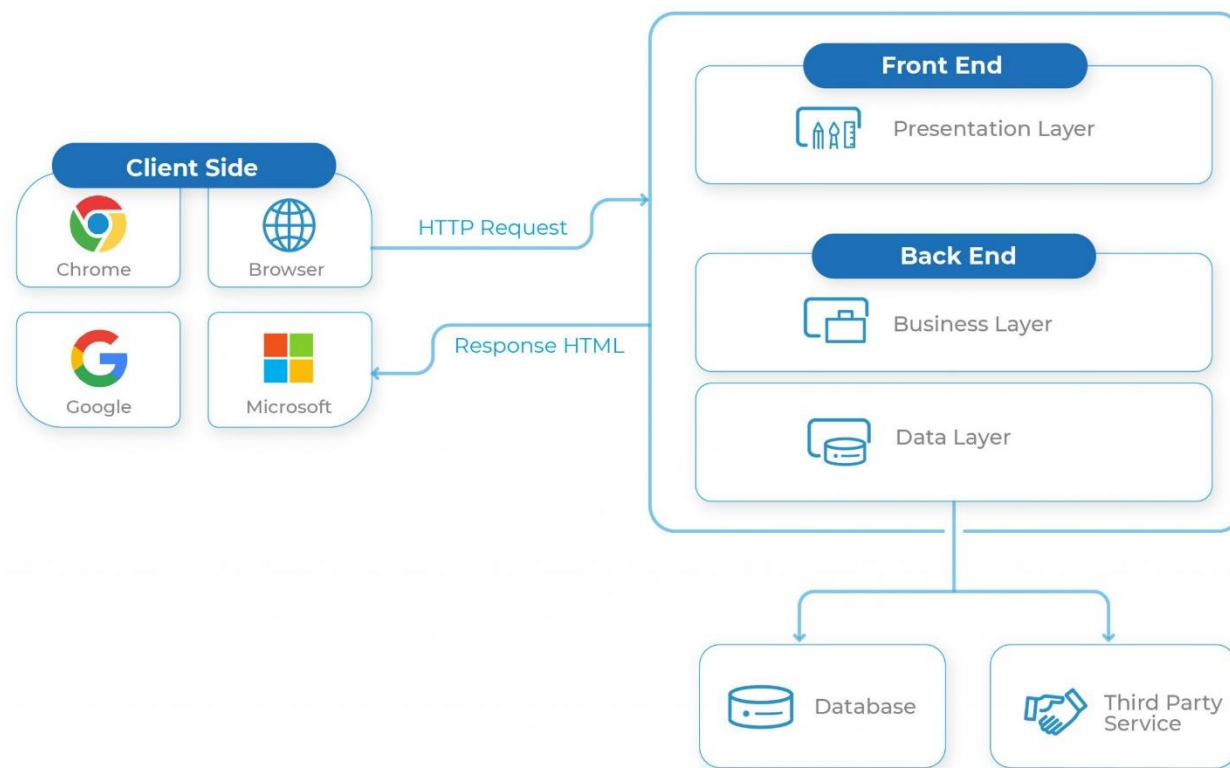 Client Side
Chrome
Browser
Google
Microsoft
HTTP Request
Response HTML
Front End
Presentation Layer
Back End
Business Layer
Data Layer
Database
Third Party
Service